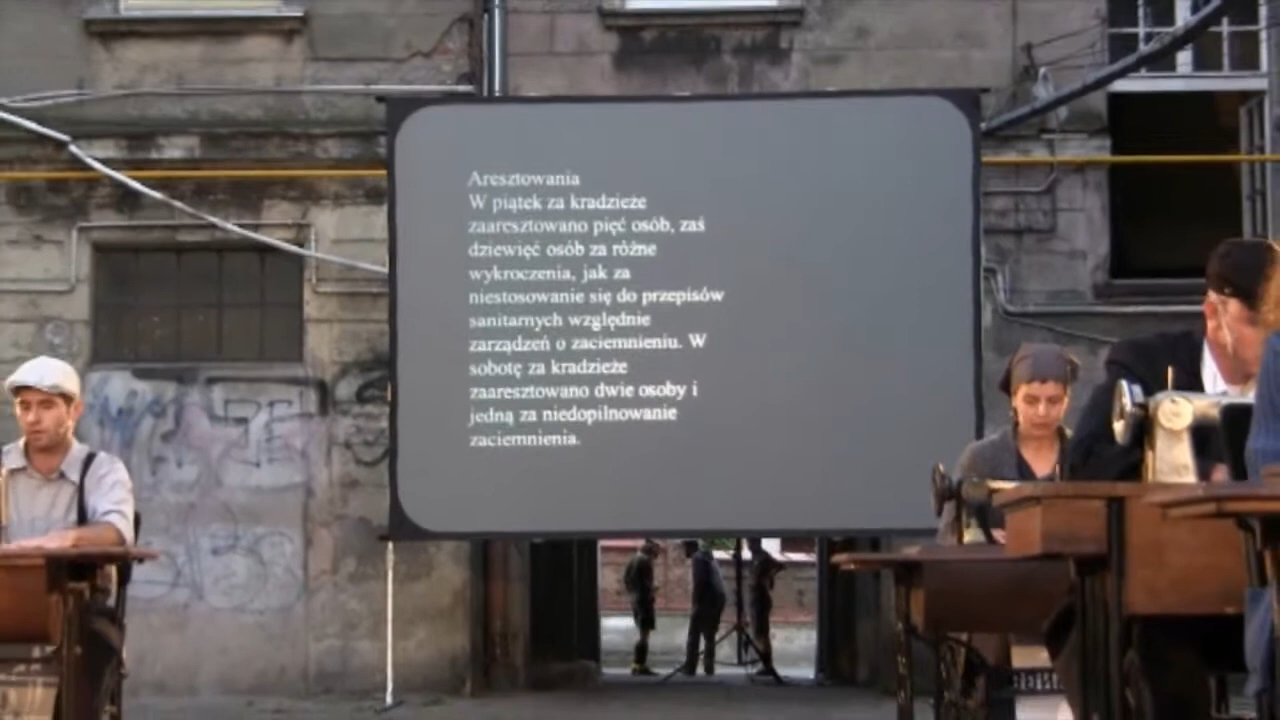 Aresztowania
W piątek za kradzieże
zaaresztowano pięć osób, zaś
dziewięć osób za różne
wykroczenia, jak za
niestosowanie się do przepisów
sanitarnych względnie
zarządzeń o zaciemnieniu. W
sobotę za kradzieże
zaaresztowano dwie osoby i
jedną za niedopilnowanie
zaciemnienia.